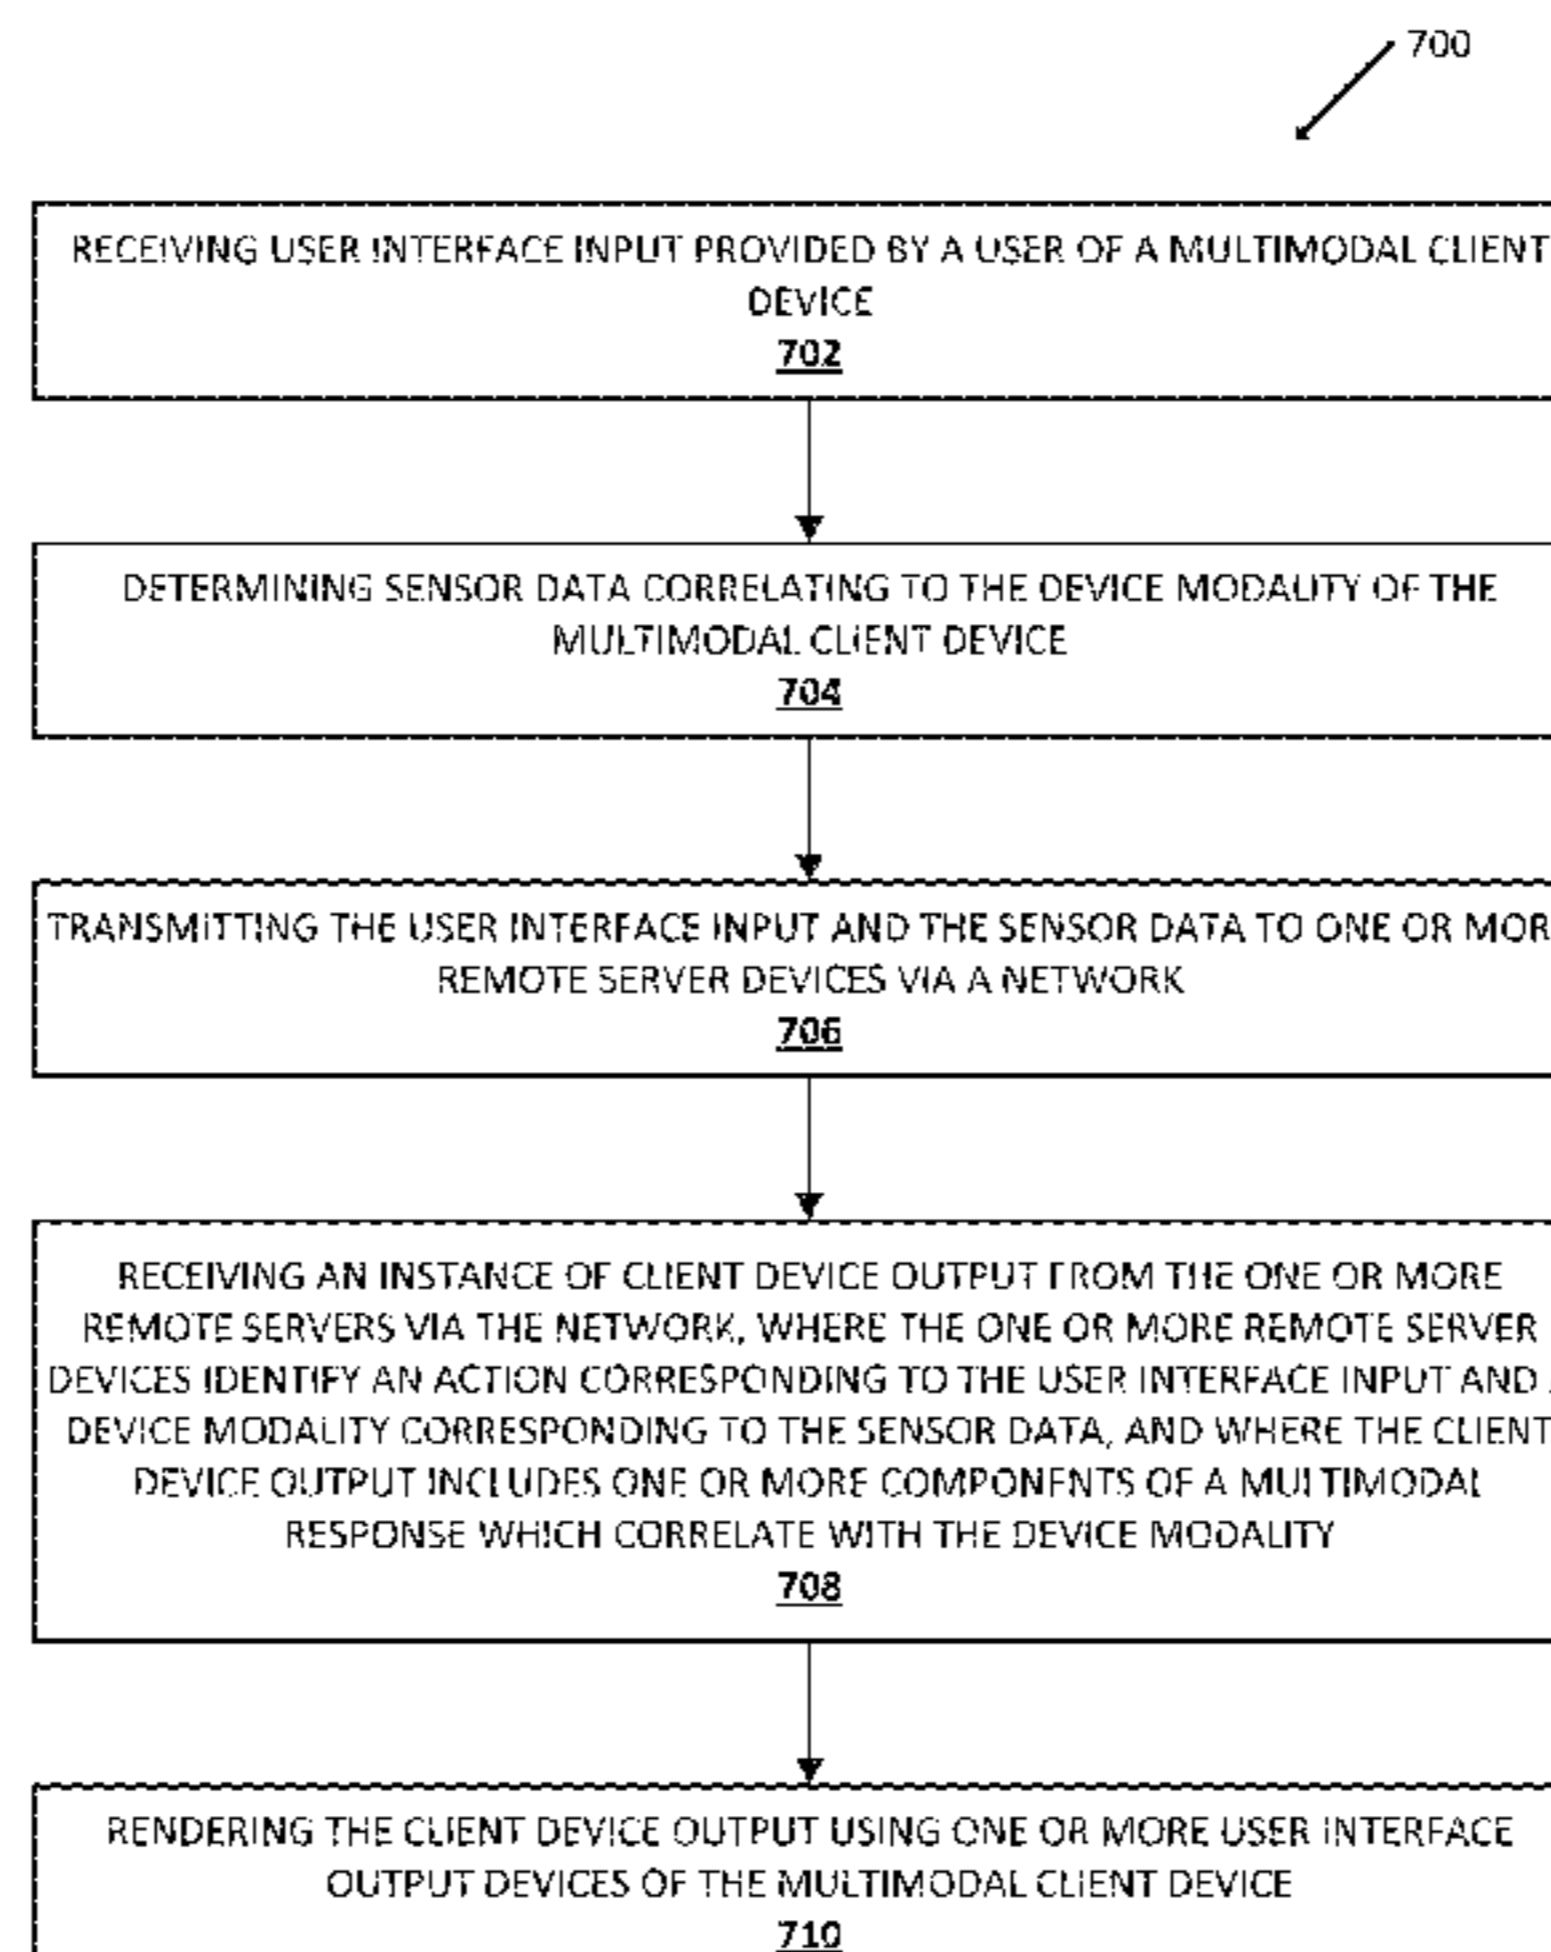 700
RECEIVING USER INTERFACE INPUT PROVIDED BY A USER OF A MULTIMODAL CLIENT
DEVICE
702
DETERMINING SENSOR DATA CORRELATING TO THE DEVICE MODALITY OF THE
MULTIMODAL CLIENT DEVICE
704
TRANSMITTING THE USER INTERFACE INPUT AND THE SENSOR DATA TO ONE OR MOR
REMOTE SERVER DEVICES VIA A NETWORK
706
RECEIVING AN INSTANCE OF CLIENT DEVICE OUTPUT FROM THE ONE OR MORE
REMOTE SERVERS VIA THE NETWORK, WHERE THE ONE OR MORE REMOTE SERVER
DEVICES IDENTIFY AN ACTION CORRESPONDING TO THE USER INTERFACE INPUT AND
DEVICE MODALITY CORRESPONDING TO THE SENSOR DATA, AND WHERE THE CLIENT
DEVICE OUTPUT INCLUDES ONE OR MORE COMPONENTS OF A MULTIMODAL
RESPONSE WHICH CORRELATE WITH THE DEVICE MODALITY
708
RENDERING THE CLIENT DEVICE OUTPUT USING ONE OR MORE USER INTERFACE
OUTPUT DEVICES OF THE MULTIMODAL CLIENT DEVICE
710